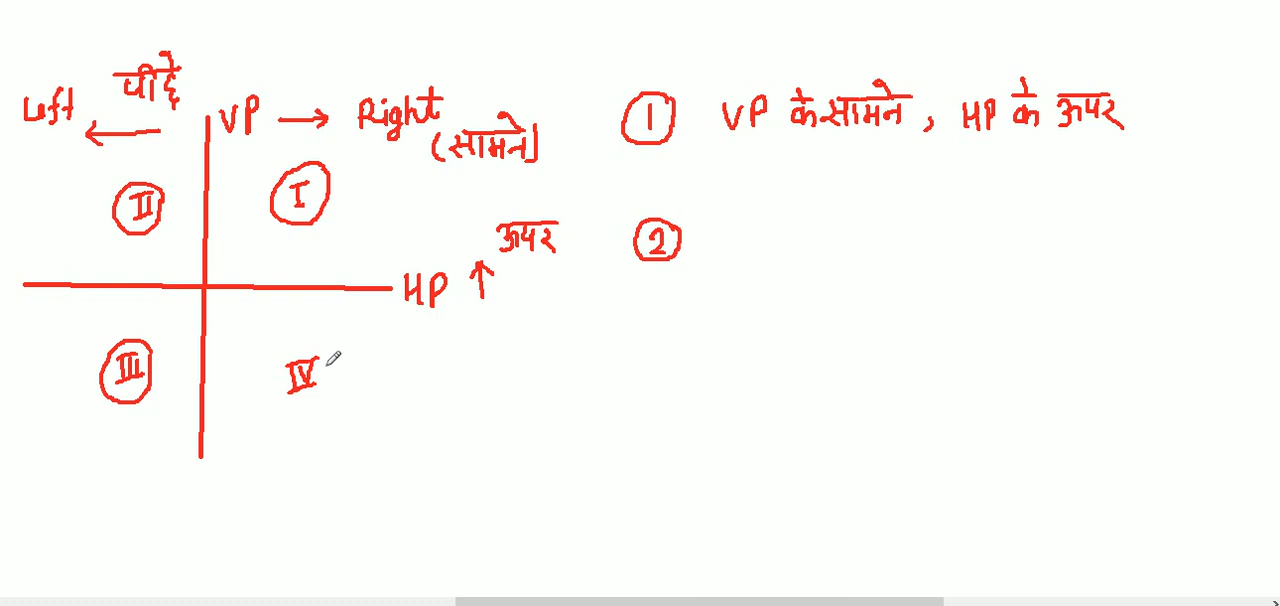 Left पीछे
VP → Right
(सामने)
① VP के सामने, HP के ऊपर
II
I
ऊपर
②
HP ↑
III
IV